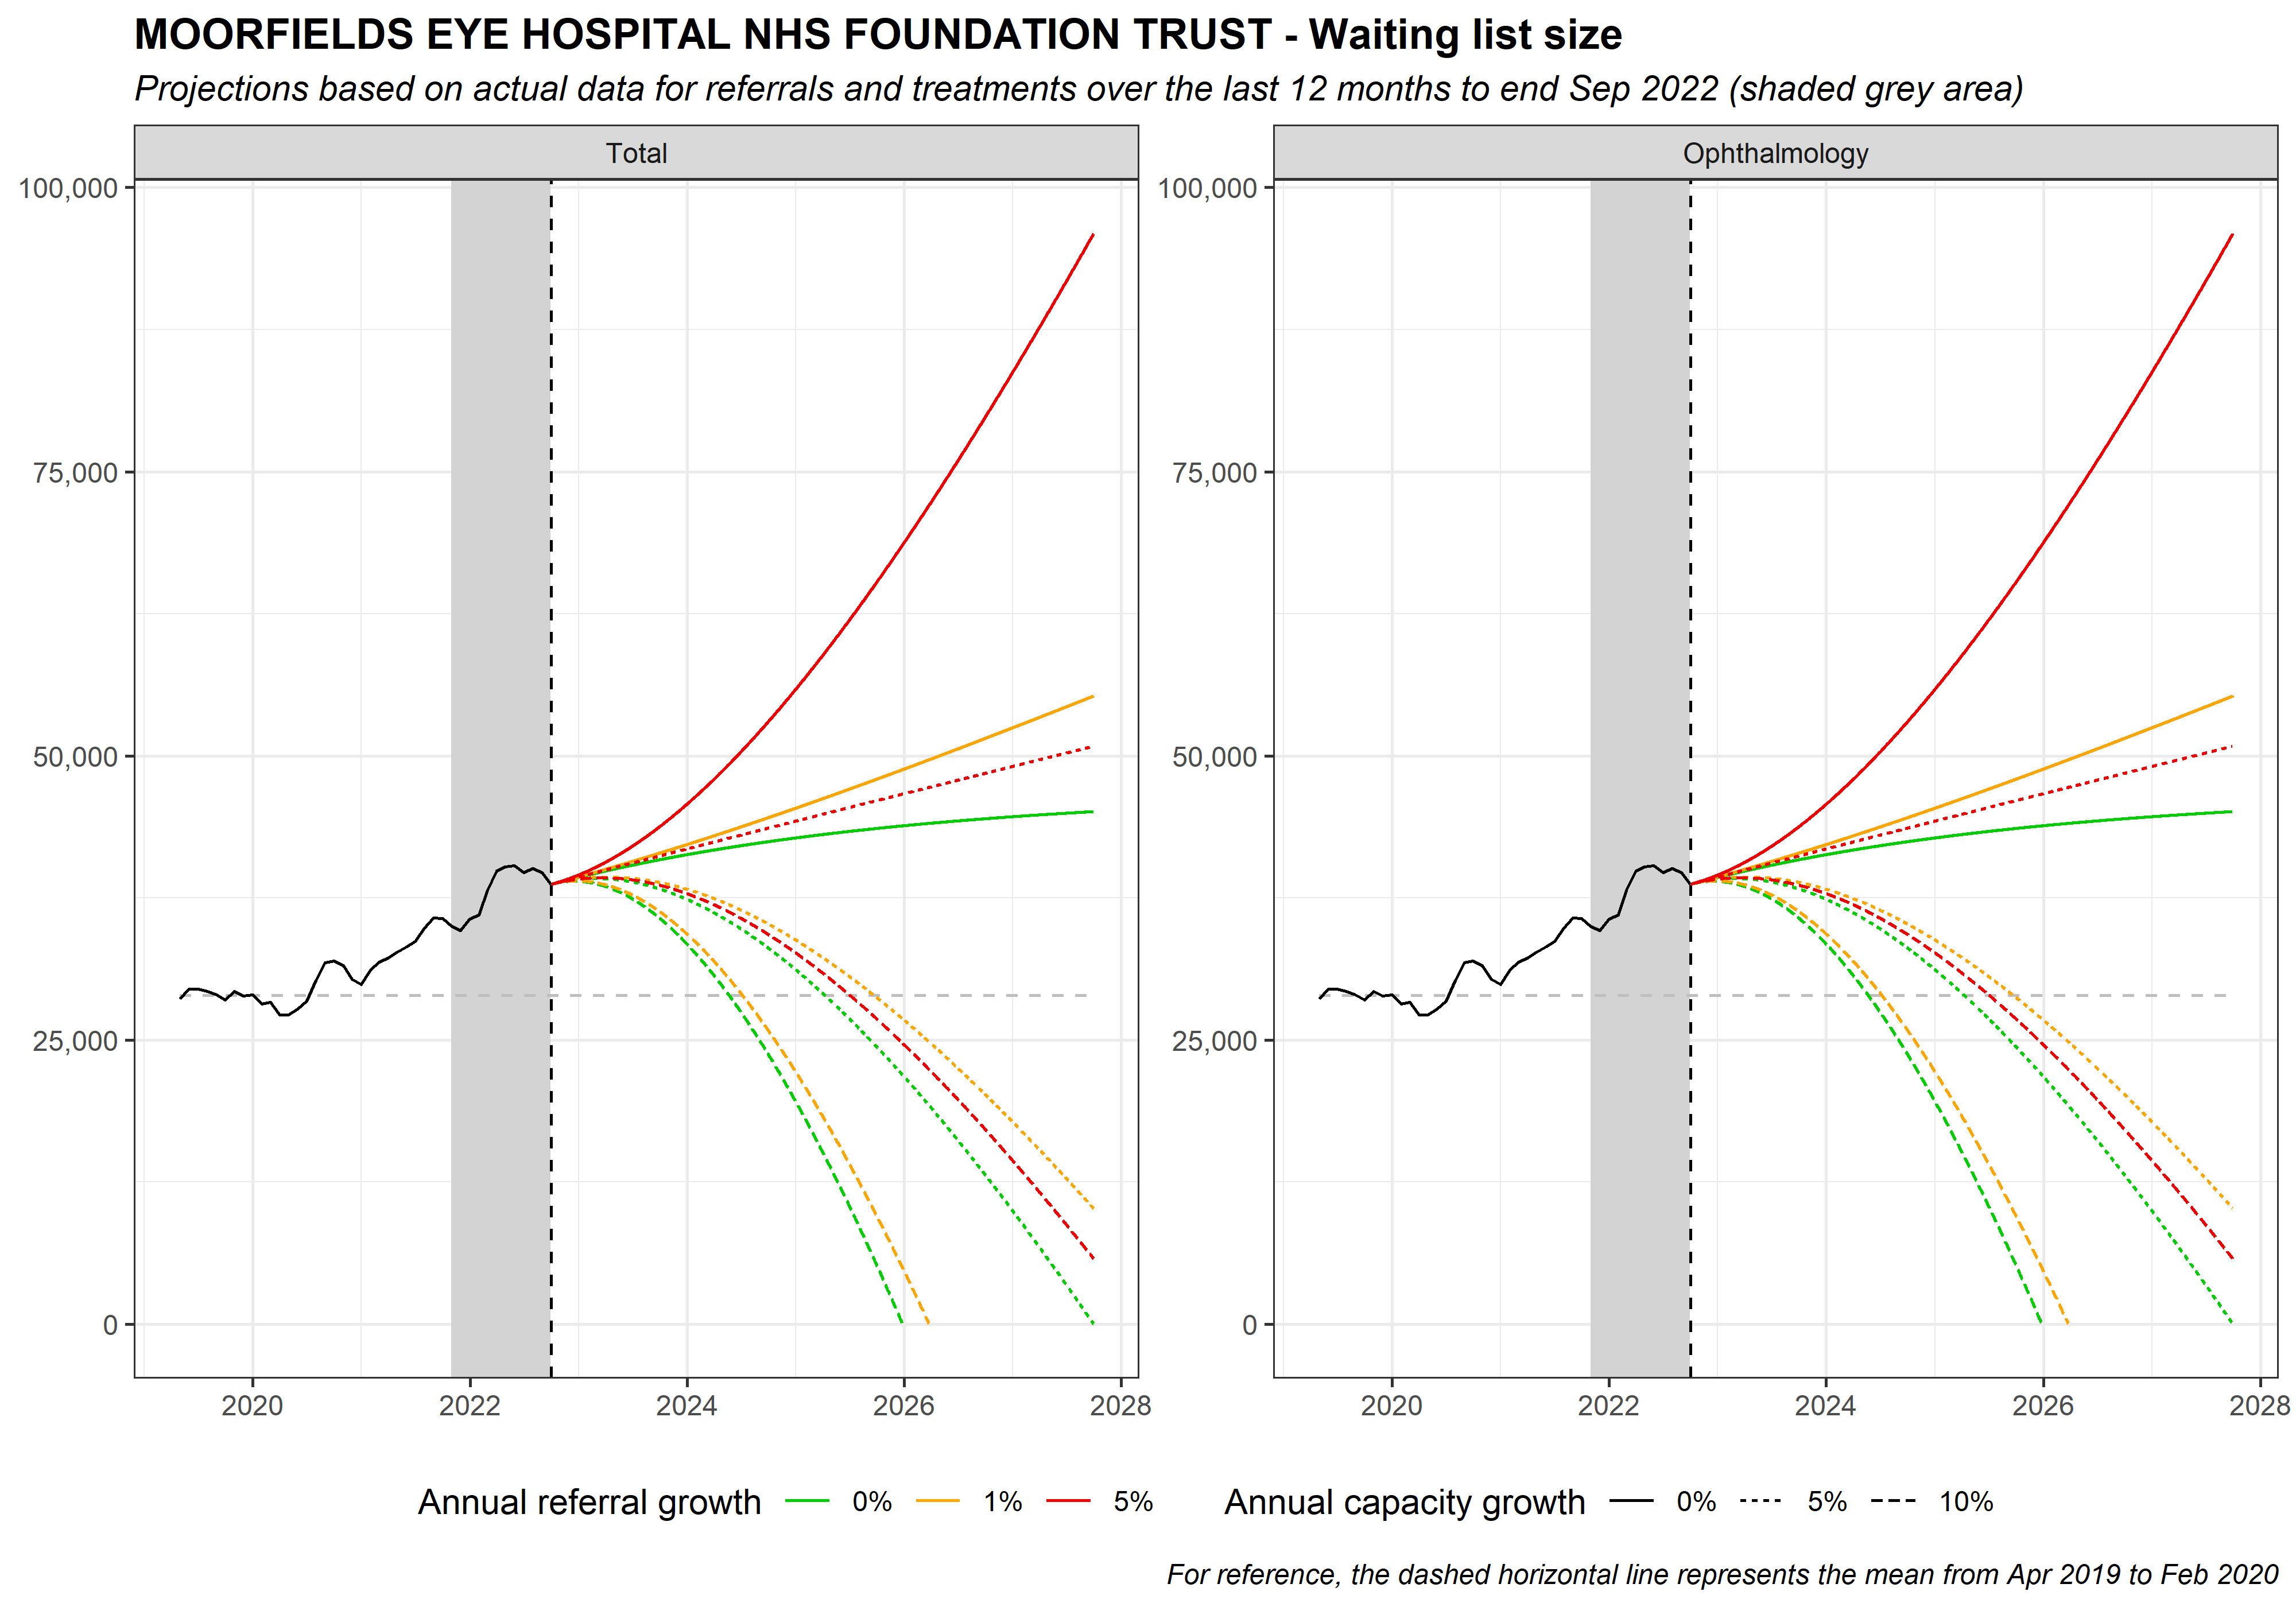 MOORFIELDS EYE HOSPITAL NHS FOUNDATION TRUST - Waiting list size
Projections based on actual data for referrals and treatments over the last 12 months to end Sep 2022 (shaded grey area)
Total
100,000
75,000
50,000
25,000
0
2020 2022 2024 2026 2028
Ophthalmology
100,000
75,000
50,000
25,000
0
2020 2022 2024 2026 2028
Annual referral growth 0% 1% 5%
Annual capacity growth 0% 5% 10%
For reference, the dashed horizontal line represents the mean from Apr 2019 to Feb 2020